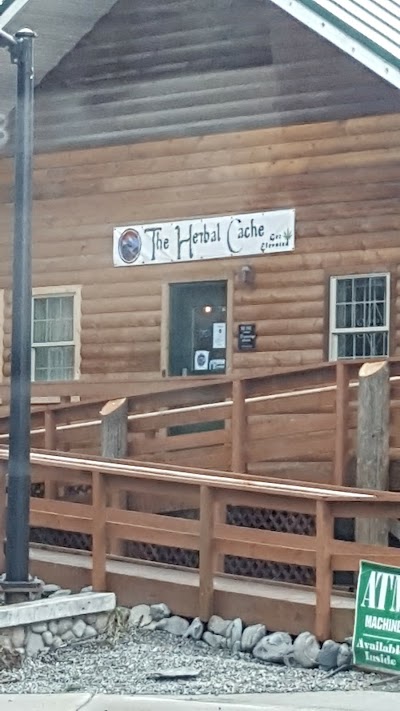 The Herbal Cache
Get
Elevated
ATM
MACHINE
Available
Inside